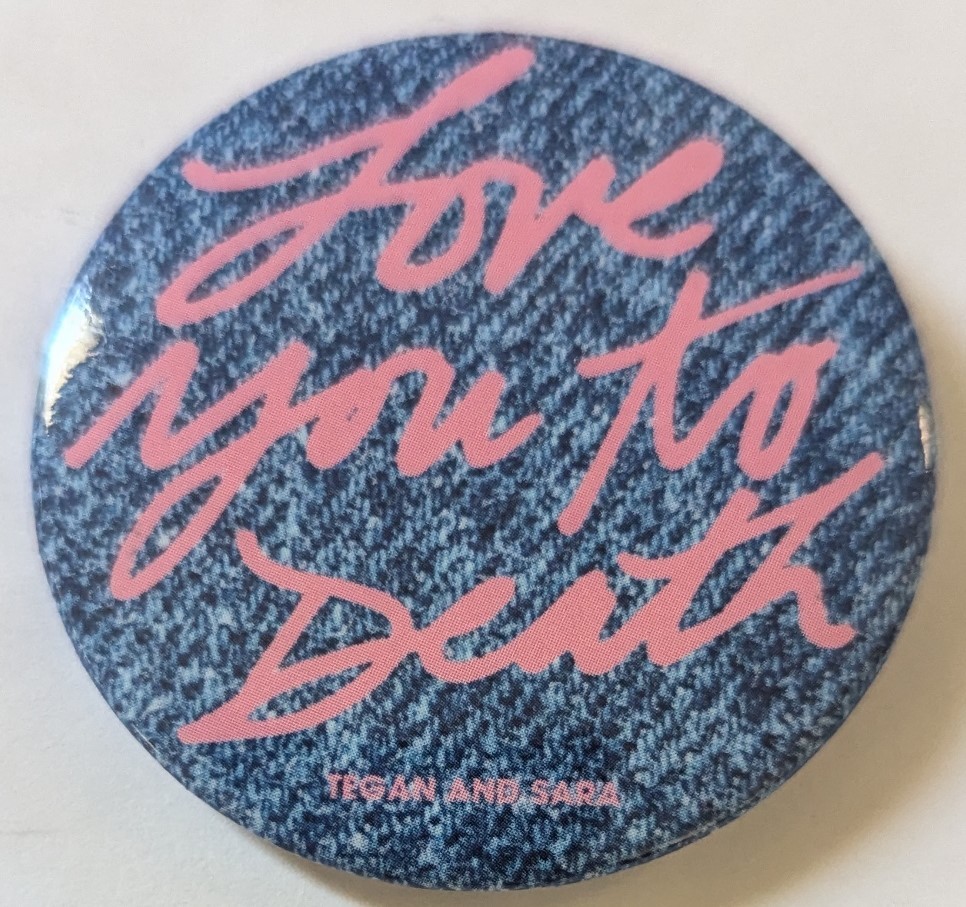 Love
you to
Death
TEGAN AND SARA